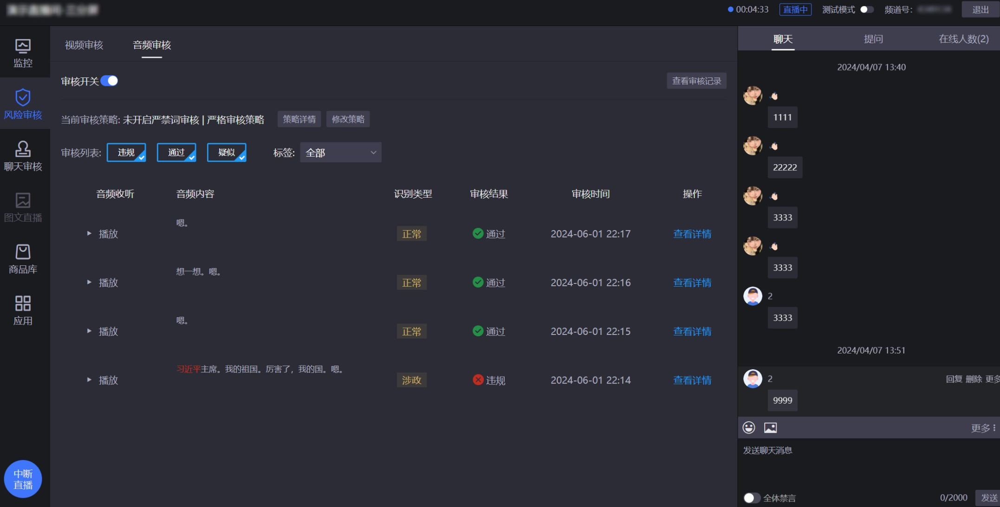 00:04:33 直播中 测试模式 频道号： 退出
监控
风险审核
聊天审核
图文直播
商品库
应用
中断
直播
视频审核 音频审核
审核开关 查看审核记录
当前审核策略: 未开启严禁词审核 | 严格审核策略 策略详情 修改策略
审核列表: 违规 通过 疑似 标签: 全部
音频收听 音频内容 识别类型 审核结果 审核时间 操作
嗯。
播放 正常 通过 2024-06-01 22:17 查看详情
想一想。嗯。
播放 正常 通过 2024-06-01 22:16 查看详情
嗯。
播放 正常 通过 2024-06-01 22:15 查看详情
习近平主席。我的祖国。厉害了，我的国。嗯。
播放 涉政 违规 2024-06-01 22:14 查看详情
聊天 提问 在线人数(2)
2024/04/07 13:40
1111
22222
3333
3333
2
3333
2024/04/07 13:51
2 回复 删除 更多
9999
更多
发送聊天消息
全体禁言 0/2000 发送